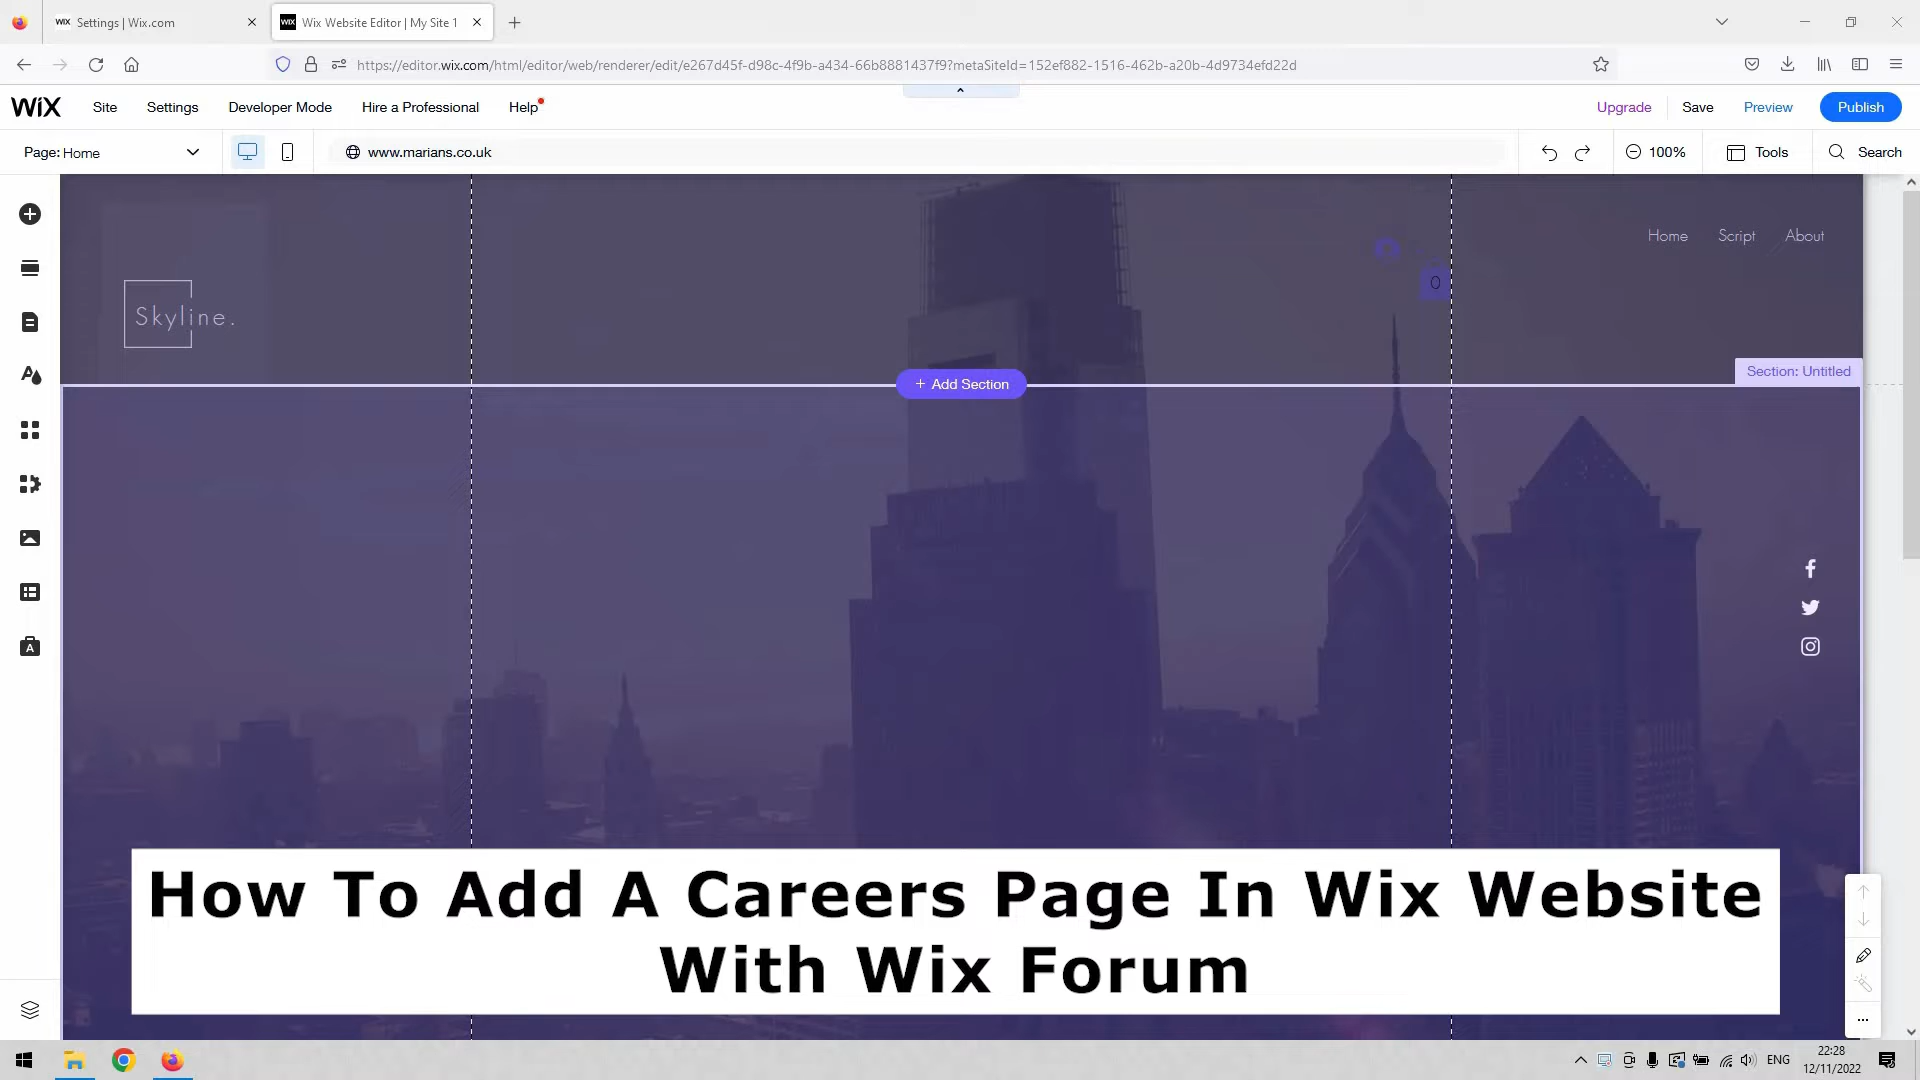 Settings | Wix.com
Wix Website Editor | My Site 1
https://editor.wix.com/html/editor/web/renderer/edit/e267d45f-d98c-4f9b-a434-66b8881437f9?metaSiteId=152ef882-1516-462b-a20b-4d9734efd22d
WiX Site Settings Developer Mode Hire a Professional Help Upgrade Save Preview Publish
Page: Home www.marians.co.uk 100% Tools Search
Home Script About
0
Skyline.
+ Add Section
Section: Untitled
How To Add A Careers Page In Wix Website
With Wix Forum
ENG
22:28
12/11/2022